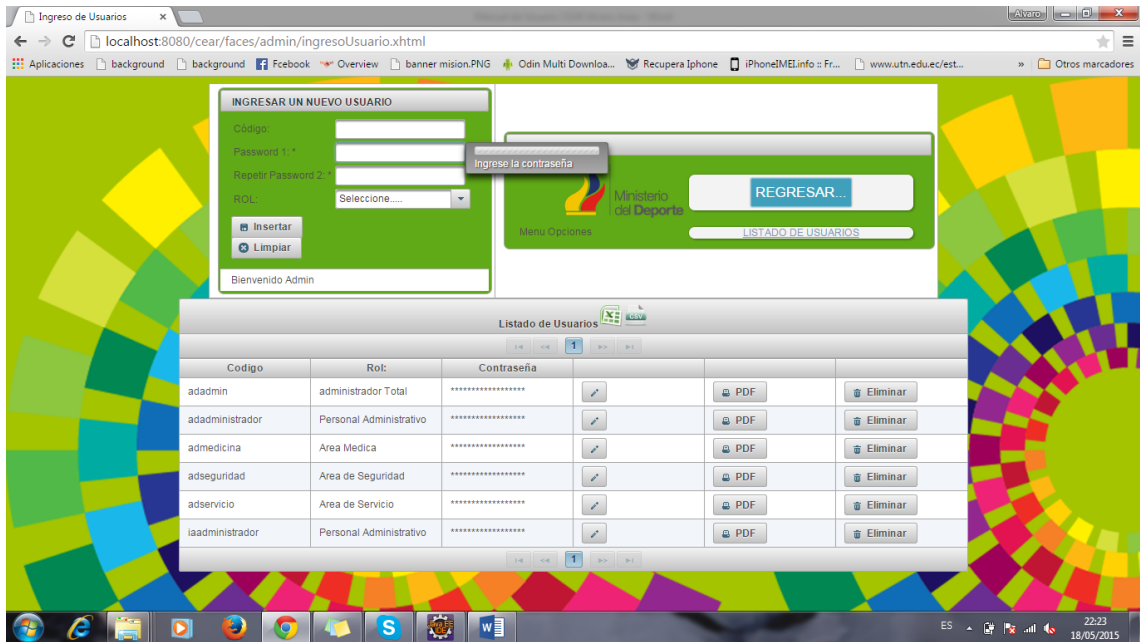 Ingreso de Usuarios
Alvaro
localhost:8080/cear/faces/admin/ingresoUsuario.xhtml
Aplicaciones background background Fcebook Overview banner mision.PNG Odin Multi Downloa... Recupera Iphone iPhoneIMEI.info :: Fr... www.utn.edu.ec/est... » Otros marcadores
INGRESAR UN NUEVO USUARIO
Código:
Password 1: *
Repetir Password 2: *
ROL: Seleccione.....
Insertar
Limpiar
Bienvenido Admin
Ingrese la contraseña
Ministerio
del Deporte
REGRESAR...
Menu Opciones
LISTADO DE USUARIOS
Listado de Usuarios CSV
1
Codigo Rol: Contraseña
adadmin administrador Total ****************** PDF Eliminar
adadministrador Personal Administrativo ****************** PDF Eliminar
admedicina Area Medica ****************** PDF Eliminar
adseguridad Area de Seguridad ****************** PDF Eliminar
adservicio Area de Servicio ****************** PDF Eliminar
iaadministrador Personal Administrativo ****************** PDF Eliminar
1
Java EE
IDE
ES
22:23
18/05/2015